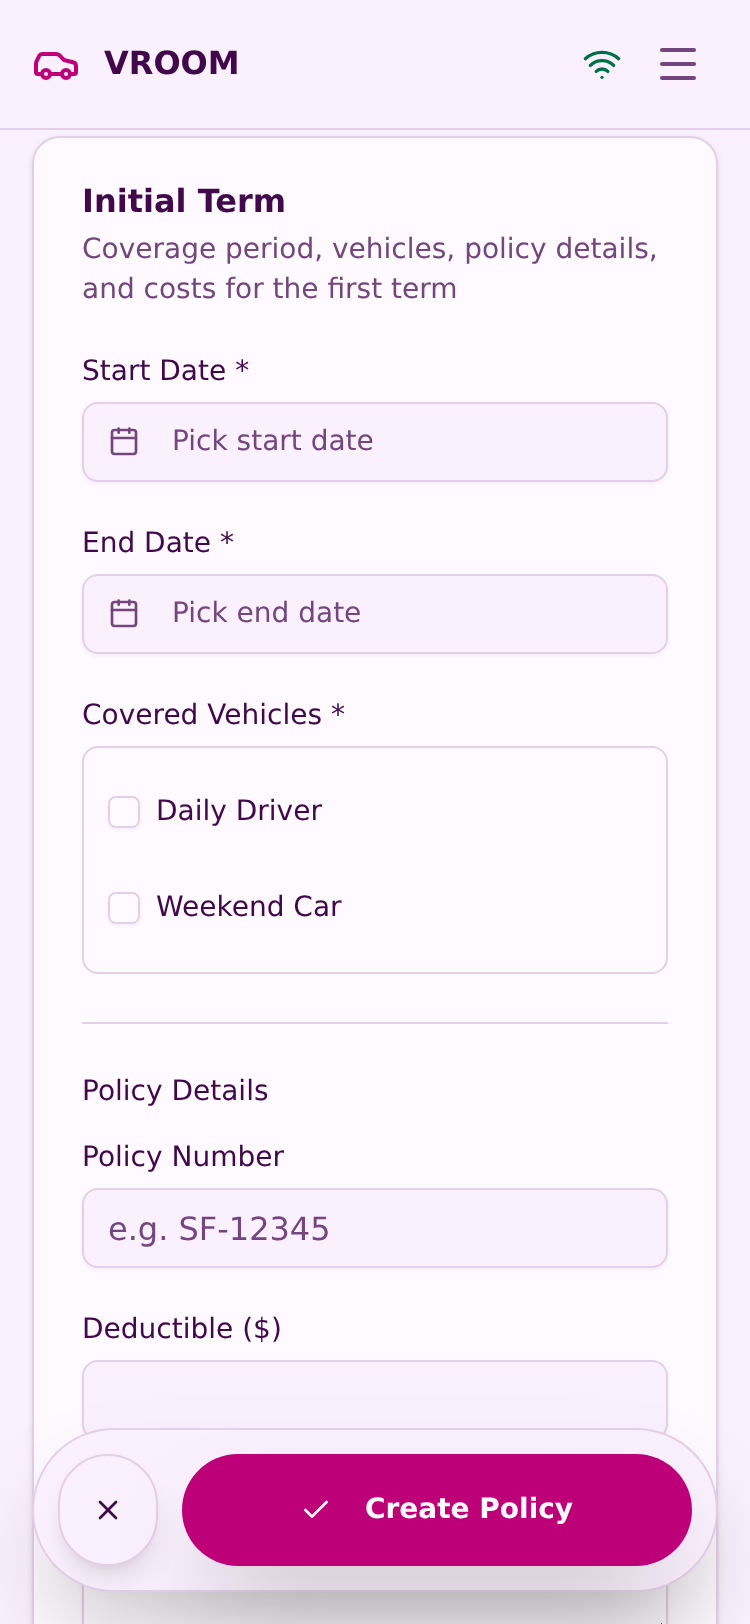 VROOM
Initial Term
Coverage period, vehicles, policy details,
and costs for the first term
Start Date *
Pick start date
End Date *
Pick end date
Covered Vehicles *
Daily Driver
Weekend Car
Policy Details
Policy Number
e.g. SF-12345
Deductible ($)
Create Policy